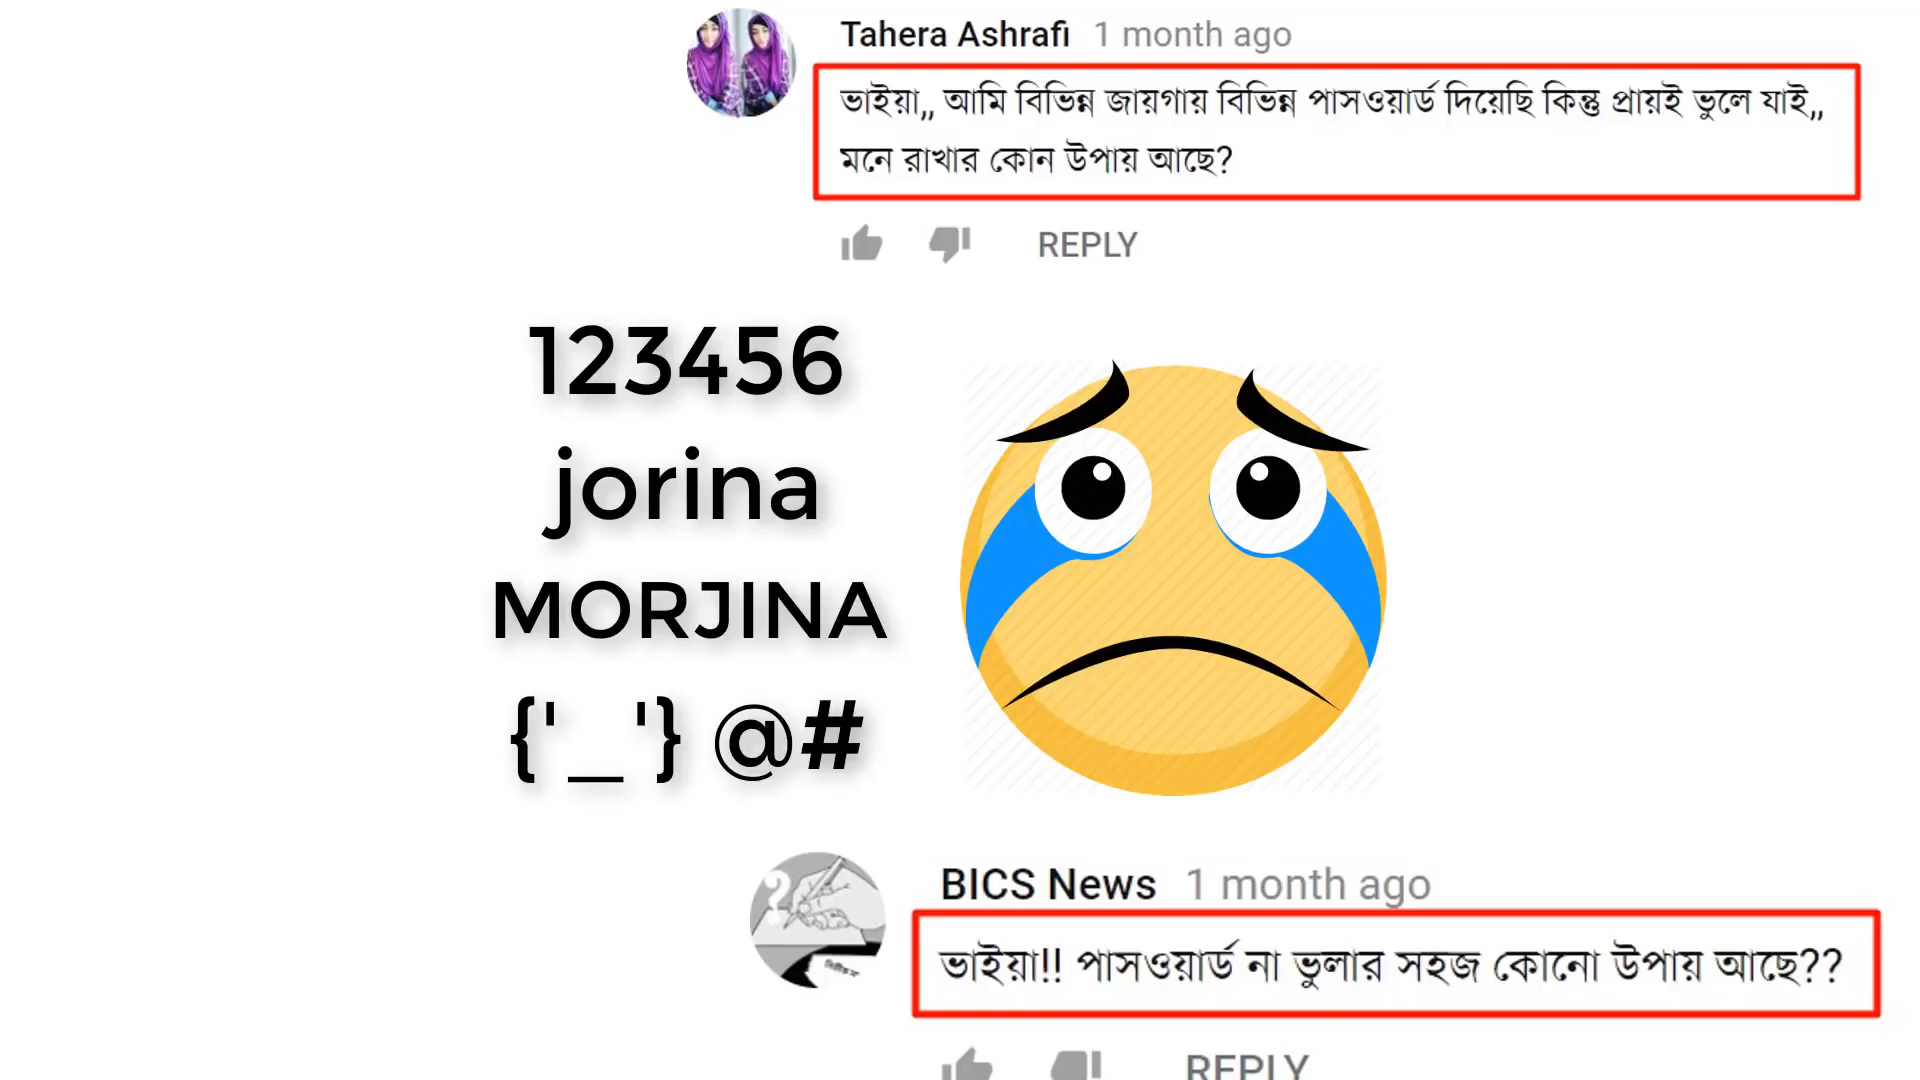 Tahera Ashrafi 1 month ago
ভাইয়া,, আমি বিভিন্ন জায়গায় বিভিন্ন পাসওয়ার্ড দিয়েছি কিন্তু প্রায়ই ভুলে যাই,,
মনে রাখার কোন উপায় আছে?
REPLY
123456
jorina
MORJINA
{'_'} @#
BICS News 1 month ago
ভাইয়া!! পাসওয়ার্ড না ভুলার সহজ কোনো উপায় আছে??
REPLY